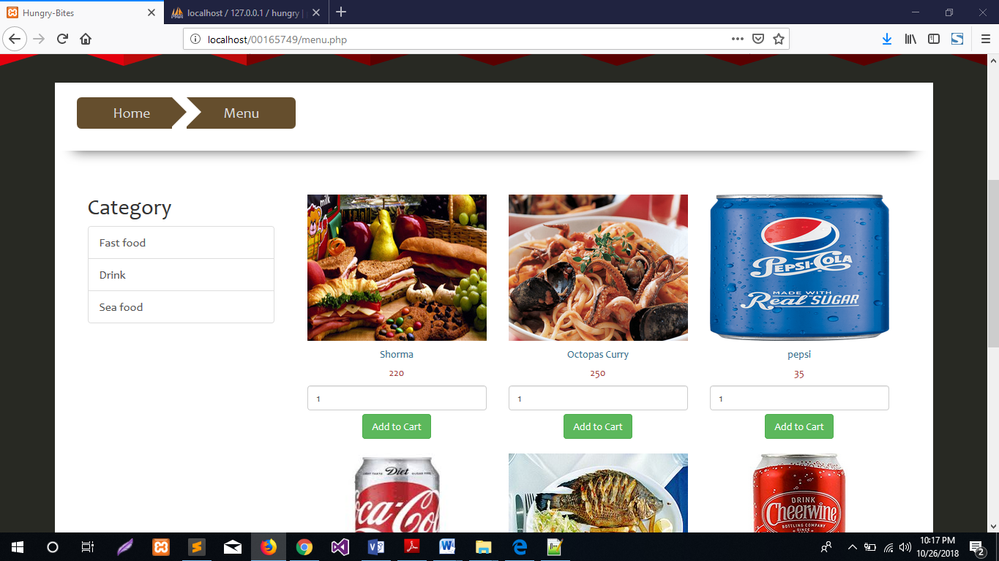 Hungry-Bites
localhost / 127.0.0.1 / hungry |
localhost/00165749/menu.php
Home
Menu
Category
Fast food
Drink
Sea food
milk
PEPSI-COLA
MADE WITH
Real SUGAR
Shorma
Octopas Curry
pepsi
220
250
35
1
1
1
Add to Cart
Add to Cart
Add to Cart
Diet
Coca-Co
DRINK
Cheerwine
BOTTLING COMPANY
SINCE
10:17 PM
10/26/2018
2